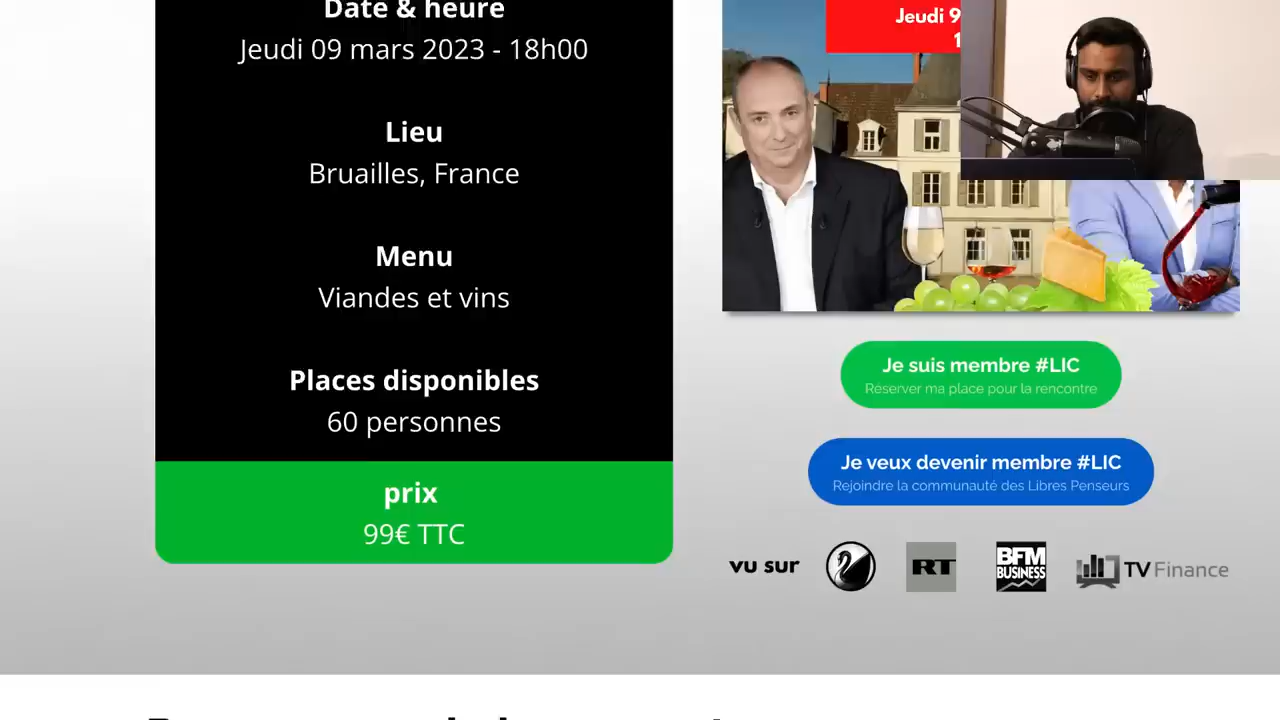 Date & heure
Jeudi 09 mars 2023 - 18h00
Lieu
Bruailles, France
Menu
Viandes et vins
Places disponibles
60 personnes
prix
99€ TTC
Jeudi 9
1
Je suis membre #LIC
Réserver ma place pour la rencontre
Je veux devenir membre #LIC
Rejoindre la communauté des Libres Penseurs
vu sur
RT
BFM
BUSINESS
TV Finance